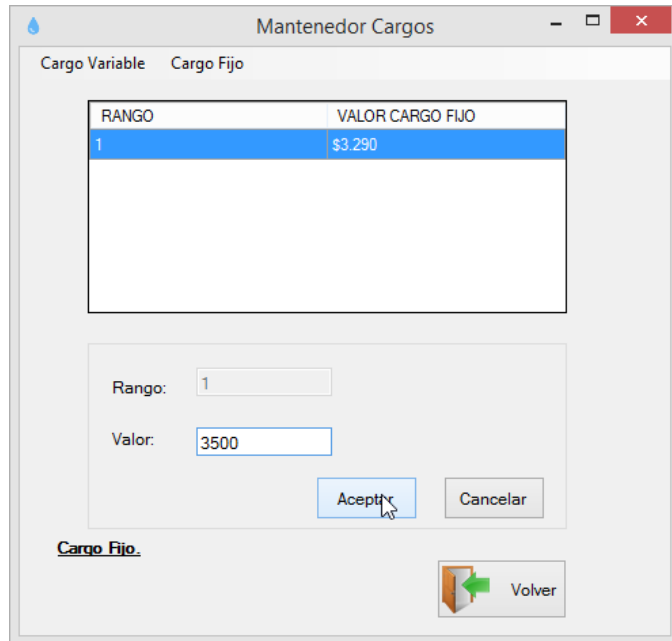 Mantenedor Cargos
Cargo Variable Cargo Fijo
RANGO VALOR CARGO FIJO
1 $3.290
Rango: 1
Valor: 3500
Aceptar Cancelar
Cargo Fijo.
Volver